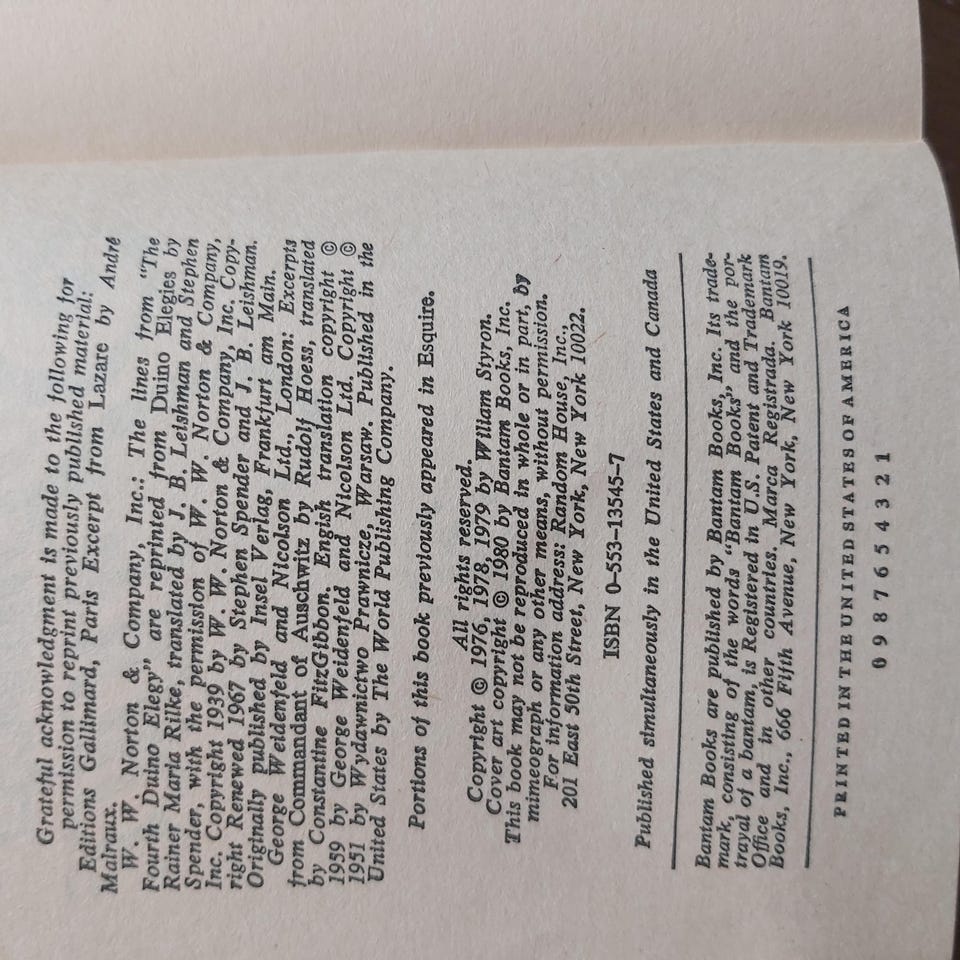 Grateful acknowledgment is made to the following for
permission to reprint previously published material:
Editions Gallimard, Paris Excerpt from Lazare by André
Malraux.
W. W. Norton & Company, Inc.: The lines from "The
Fourth Duino Elegy" are reprinted from Duino Elegies by
Rainer Maria Rilke, translated by J. B. Leishman and Stephen
Spender, with the permission of W. W. Norton & Company,
Inc. Copyright 1939 by W. W. Norton & Company, Inc. Copy-
right Renewed 1967 by Stephen Spender and J. B. Leishman.
Originally published by Insel Verlag, Frankfurt am Main.
George Weidenfeld and Nicolson Ltd., London: Excerpts
from Commandant of Auschwitz by Rudolf Hoess, translated
by Constantine FitzGibbon. Engish translation copyright ©
1959 by George Weidenfeld and Nicolson Ltd. Copyright ©
1951 by Wydawnictwo Prawnicze, Warsaw. Published in the
United States by The World Publishing Company.
Portions of this book previously appeared in Esquire.
All rights reserved.
Copyright © 1976, 1978, 1979 by William Styron.
Cover art copyright © 1980 by Bantam Books, Inc.
This book may not be reproduced in whole or in part, by
mimeograph or any other means, without permission.
For information address: Random House, Inc.,
201 East 50th Street, New York, New York 10022.
ISBN 0-553-13545-7
Published simultaneously in the United States and Canada
Bantam Books are published by Bantam Books, Inc. Its trade-
mark, consisting of the words "Bantam Books" and the por-
trayal of a bantam, is Registered in U.S. Patent and Trademark
Office and in other countries. Marca Registrada. Bantam
Books, Inc., 666 Fifth Avenue, New York, New York 10019.
PRINTED IN THE UNITED STATES OF AMERICA
0 9 8 7 6 5 4 3 2 1